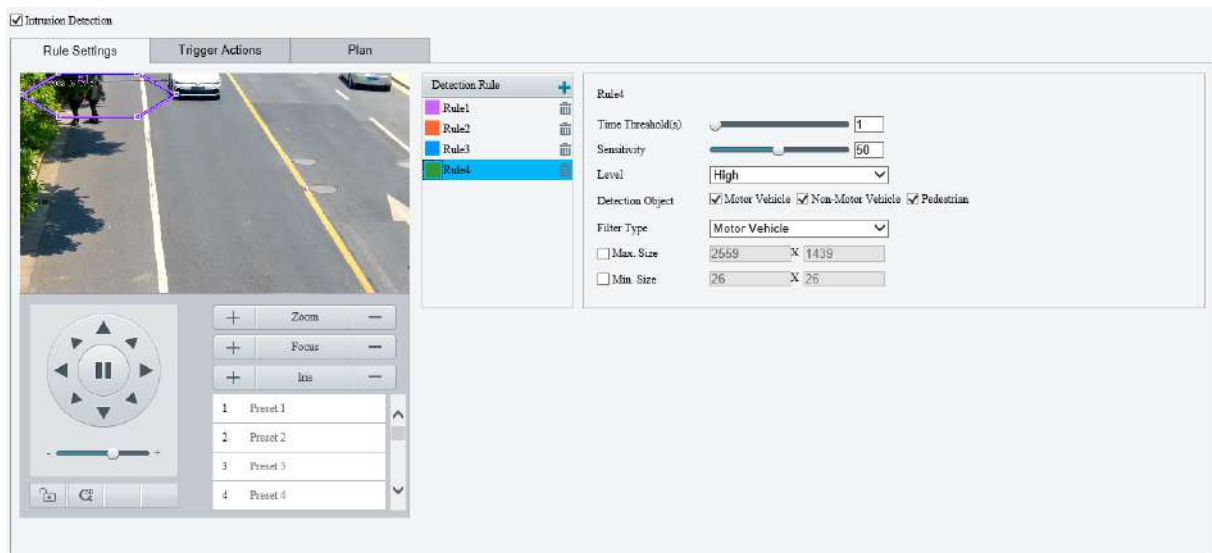 Intrusion Detection
Rule Settings Trigger Actions Plan
Detection Rule
Rule1
Rule2
Rule3
Rule4
Rule4
Time Threshold(s) 1
Sensitivity 50
Level High
Detection Object Motor Vehicle Non-Motor Vehicle Pedestrian
Filter Type Motor Vehicle
Max. Size 2559 X 1439
Min. Size 26 X 26
+ Zoom −
+ Focus −
+ Iris −
1 Preset 1
2 Preset 2
3 Preset 3
4 Preset 4
- +